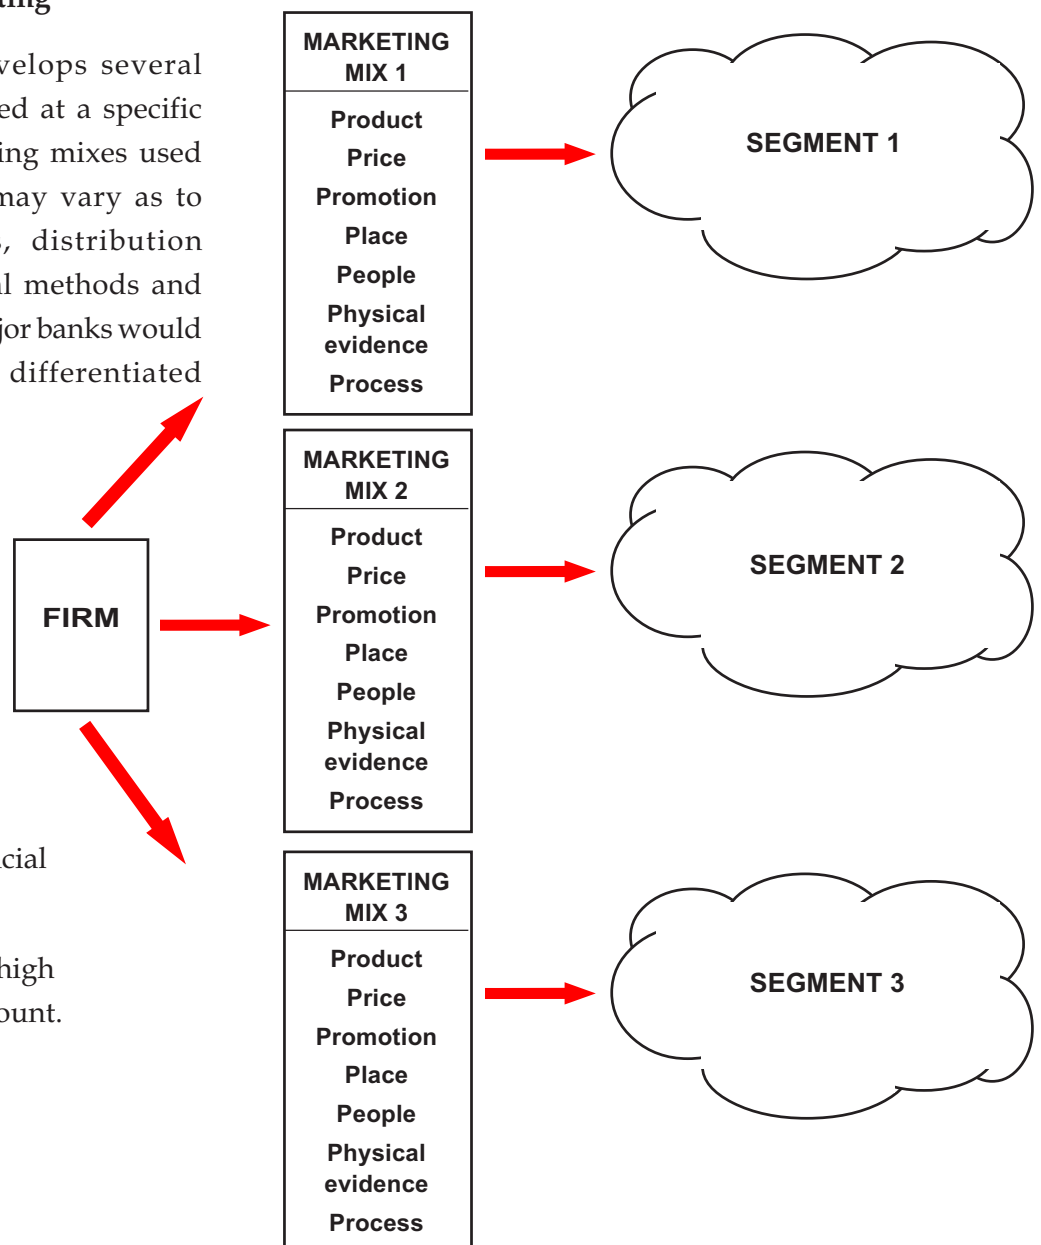 velops several
ed at a specific
ing mixes used
may vary as to
, distribution
l methods and
jor banks would
differentiated
FIRM
cial
high
ount.
MARKETING
MIX 1
Product
Price
Promotion
Place
People
Physical
evidence
Process
SEGMENT 1
MARKETING
MIX 2
Product
Price
Promotion
Place
People
Physical
evidence
Process
SEGMENT 2
MARKETING
MIX 3
Product
Price
Promotion
Place
People
Physical
evidence
Process
SEGMENT 3